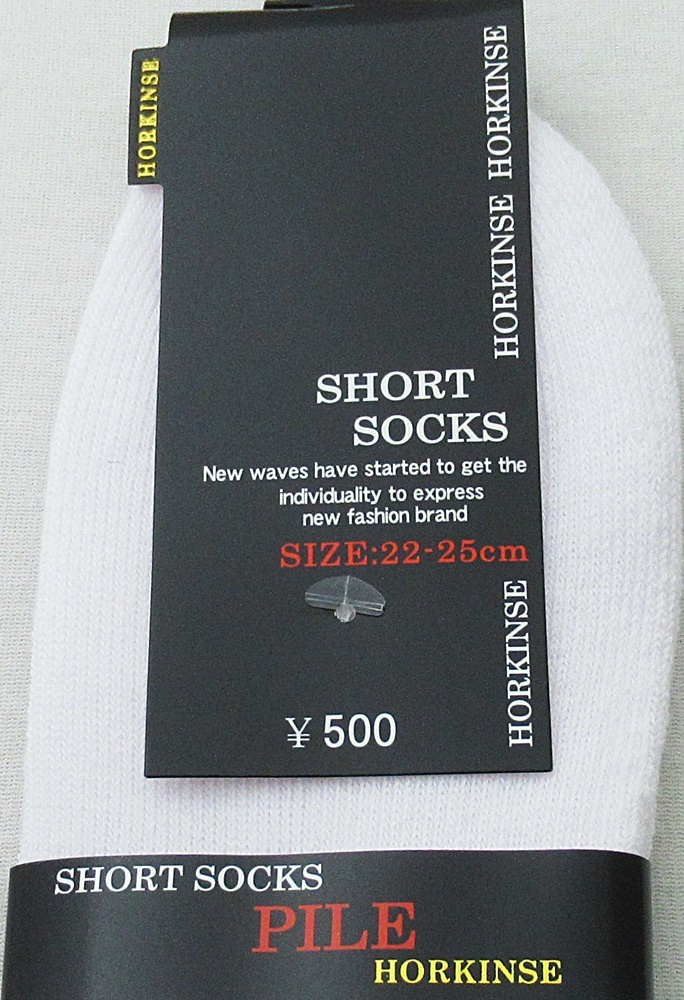 HORKINSE
HORKINSE HORKINSE
SHORT
SOCKS
New waves have started to get the
individuality to express
new fashion brand
SIZE:22-25cm
HORKINSE
¥ 500
SHORT SOCKS
PILE
HORKINSE